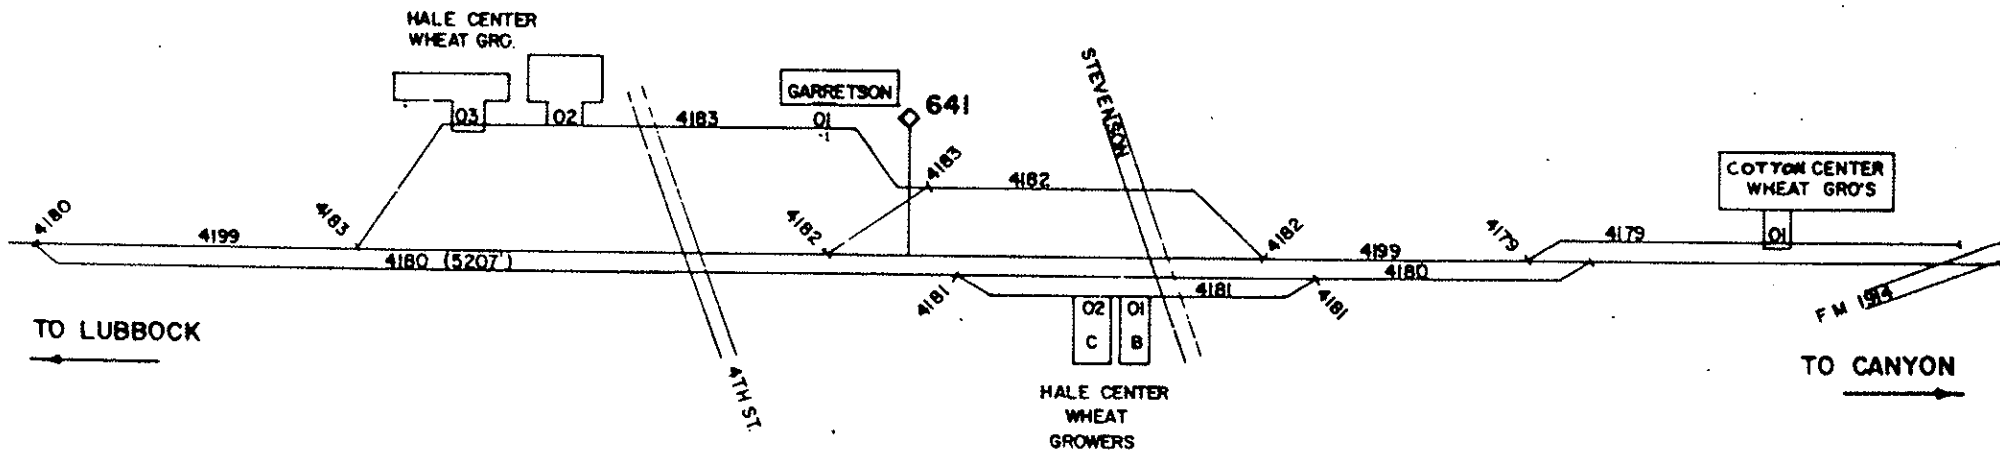 HALE CENTER
WHEAT GRO.
03
02
4183
GARRETSON
01
641
4183
4182
STEVENSON
COTTON CENTER
WHEAT GRO'S
01
4180
4199
4183
4182
4182
4199
4179
4179
4180 (5207')
4180
4181
4181
4181
02
01
C
B
FM 1914
TO LUBBOCK
4TH ST.
HALE CENTER
WHEAT
GROWERS
TO CANYON